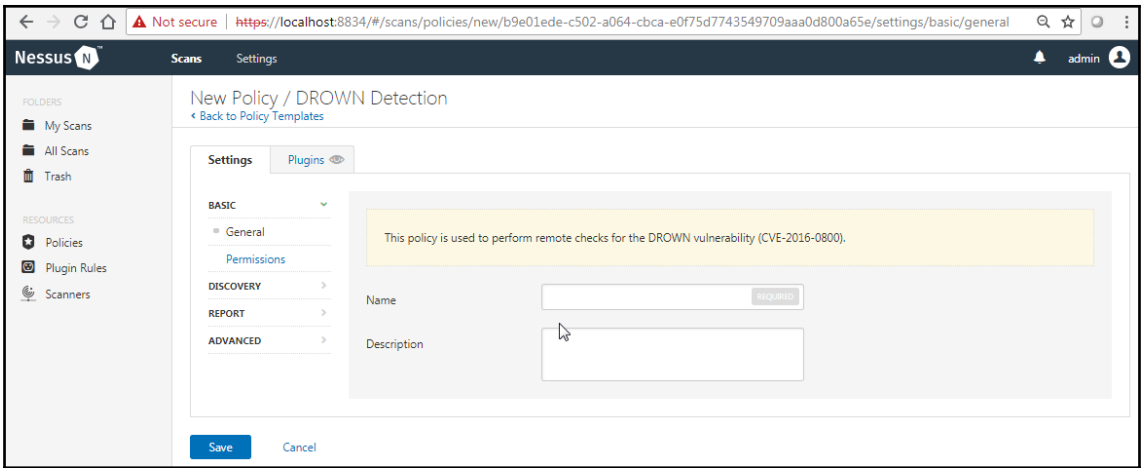 Not secure | https://localhost:8834/#/scans/policies/new/b9e01ede-c502-a064-cbca-e0f75d7743549709aaa0d800a65e/settings/basic/general
Nessus N ™ Scans Settings admin
FOLDERS
My Scans
All Scans
Trash
RESOURCES
Policies
Plugin Rules
Scanners
New Policy / DROWN Detection
‹ Back to Policy Templates
Settings Plugins
BASIC
General
Permissions
DISCOVERY
REPORT
ADVANCED
This policy is used to perform remote checks for the DROWN vulnerability (CVE-2016-0800).
Name REQUIRED
Description
Save Cancel